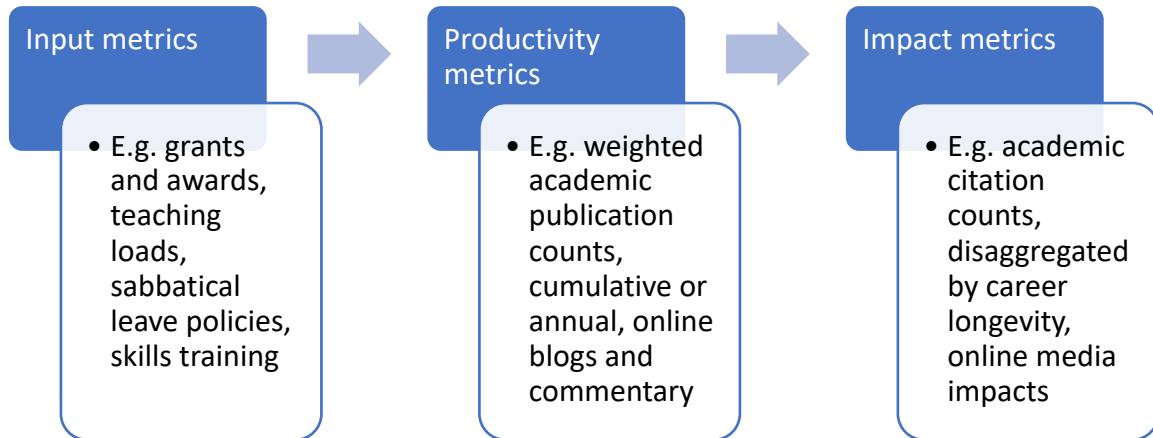 Input metrics
• E.g. grants
and awards,
teaching
loads,
sabbatical
leave policies,
skills training
Productivity
metrics
• E.g. weighted
academic
publication
counts,
cumulative or
annual, online
blogs and
commentary
Impact metrics
• E.g. academic
citation
counts,
disaggregated
by career
longevity,
online media
impacts